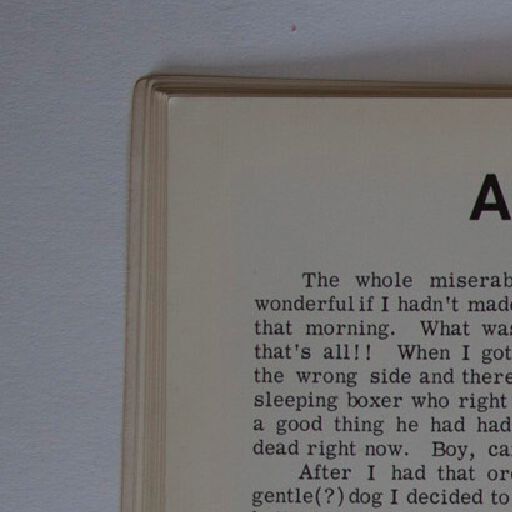 A
The whole miserab
wonderful if I hadn't made
that morning. What was
that's all!! When I got
the wrong side and there
sleeping boxer who right
a good thing he had had
dead right now. Boy, ca
After I had that or
gentle(?) dog I decided to